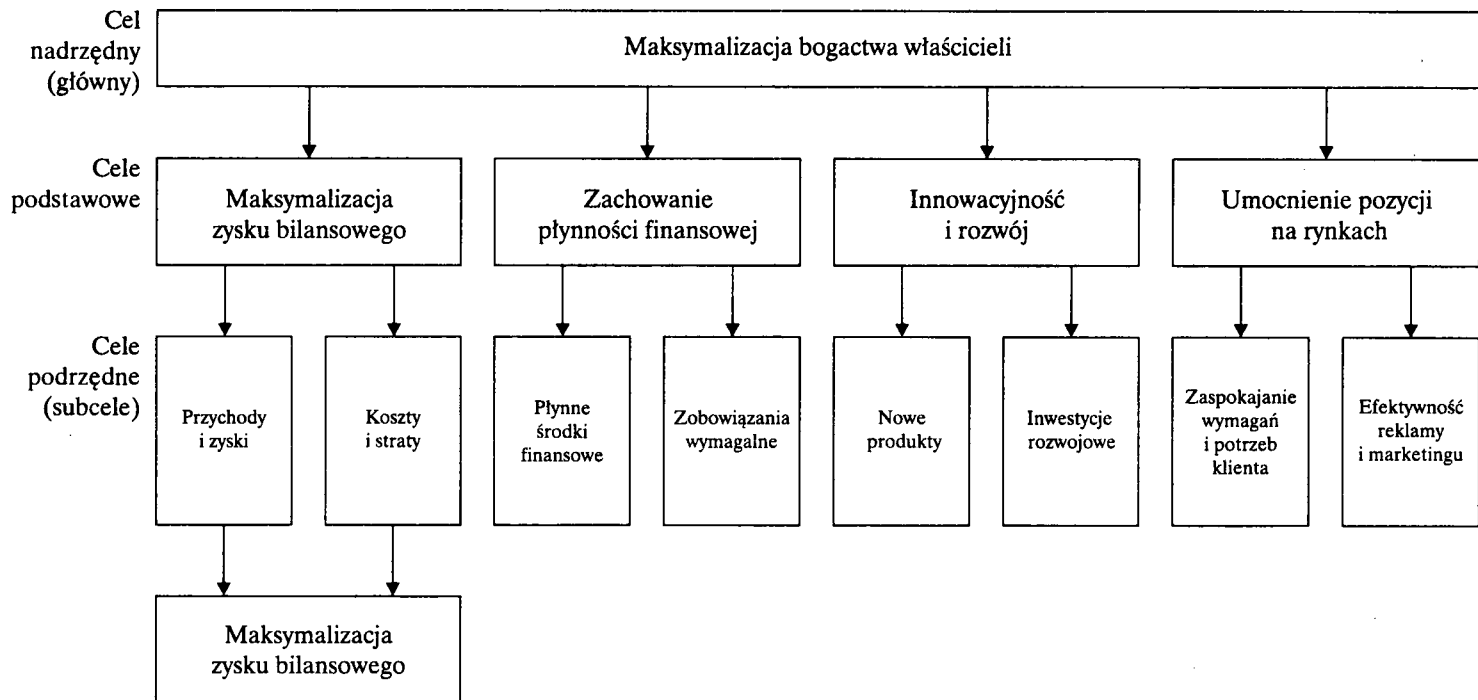 Cel
nadrzędny
(główny)
Maksymalizacja bogactwa właścicieli
Cele
podstawowe
Maksymalizacja
zysku bilansowego
Zachowanie
płynności finansowej
Innowacyjność
i rozwój
Umocnienie pozycji
na rynkach
Cele
podrzędne
(subcele)
Przychody
i zyski
Koszty
i straty
Płynne
środki
finansowe
Zobowiązania
wymagalne
Nowe
produkty
Inwestycje
rozwojowe
Zaspokajanie
wymagań
i potrzeb
klienta
Efektywność
reklamy
i marketingu
Maksymalizacja
zysku bilansowego